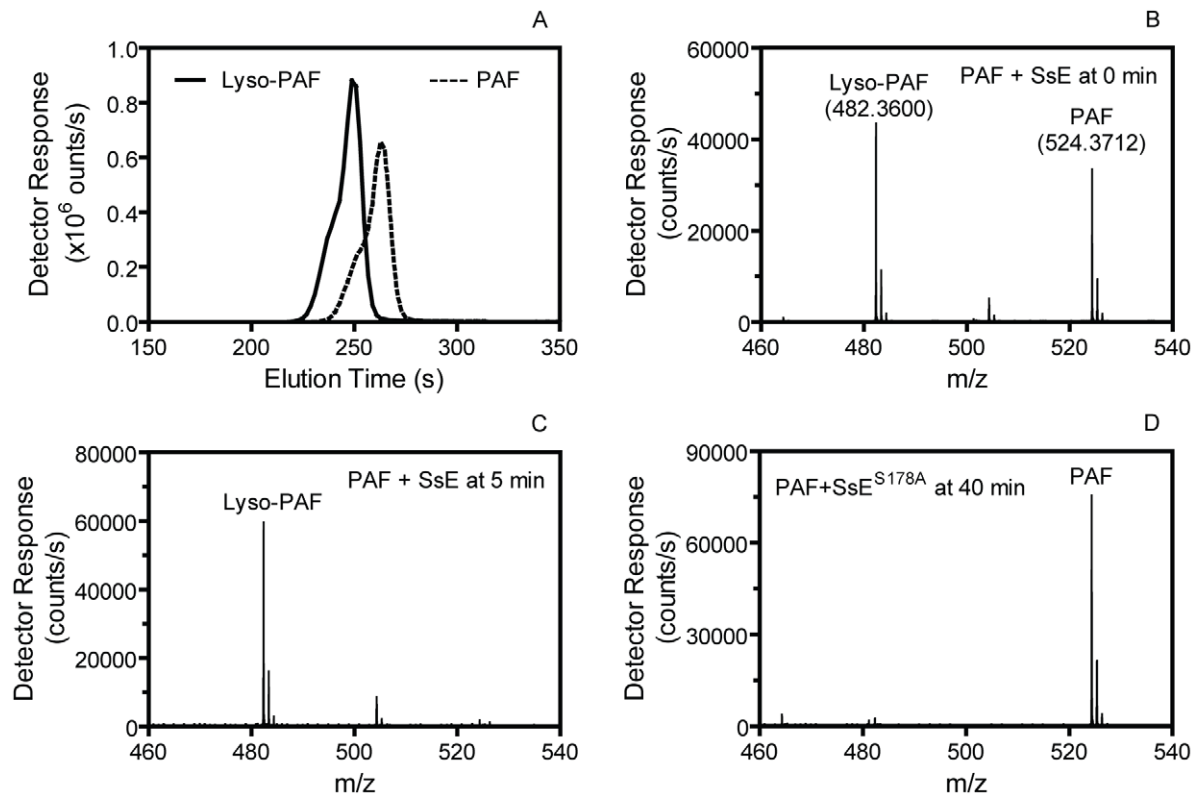 A
Detector Response
(x10⁶ ounts/s)
1.0
0.8
0.6
0.4
0.2
0.0
Lyso-PAF
PAF
150
200
250
300
350
Elution Time (s)
B
Detector Response
(counts/s)
60000
40000
20000
0
Lyso-PAF
(482.3600)
PAF + SsE at 0 min
PAF
(524.3712)
460
480
500
520
540
m/z
C
Detector Response
(counts/s)
80000
60000
40000
20000
0
PAF + SsE at 5 min
Lyso-PAF
460
480
500
520
540
m/z
D
Detector Response
(counts/s)
90000
60000
30000
0
PAF+SsE^S178A at 40 min
PAF
460
480
500
520
540
m/z